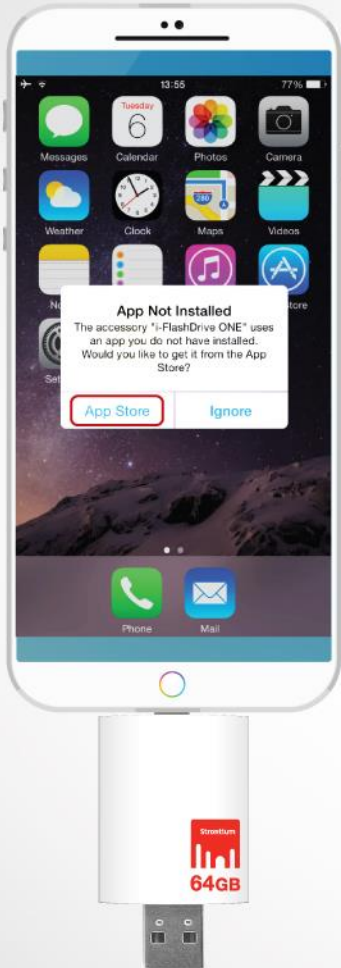 13:55
77%
Tuesday
6
Messages
Calendar
Photos
Camera
280
Weather
Clock
Maps
Videos
App Not Installed
The accessory "i-FlashDrive ONE" uses
an app you do not have installed.
Would you like to get it from the App
Store?
App Store
Ignore
Phone
Mail
64GB